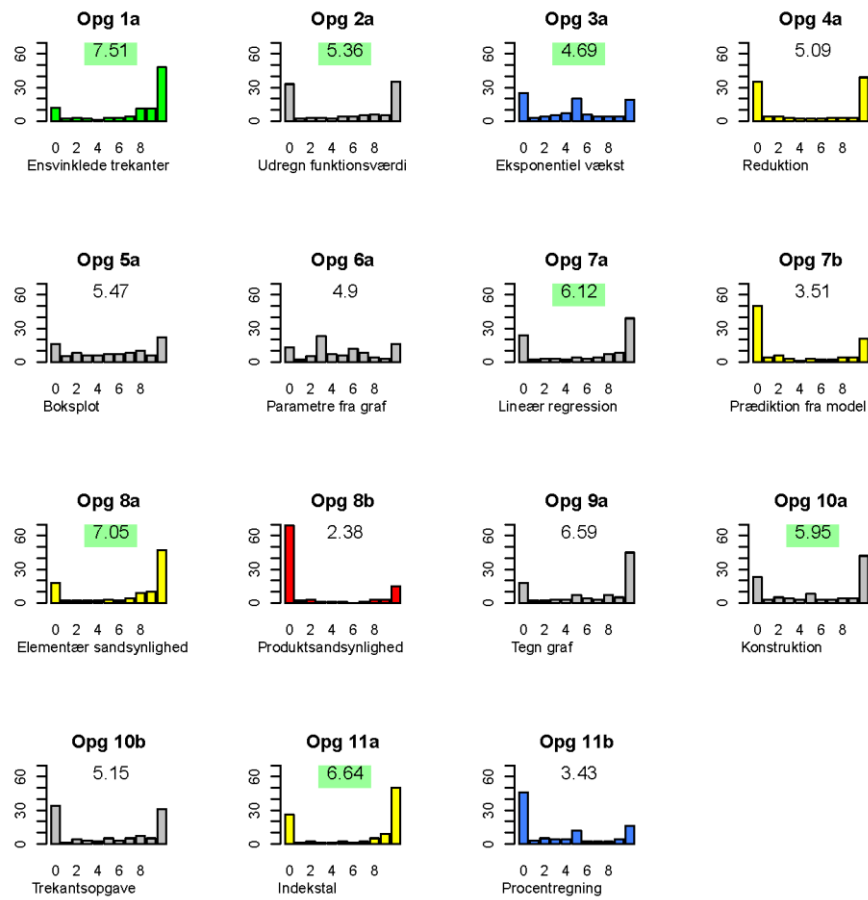 Opg 1a
7.51
0 30 60
0 2 4 6 8
Ensvinklede trekanter
Opg 2a
5.36
0 30 60
0 2 4 6 8
Udregn funktionsværdi
Opg 3a
4.69
0 30 60
0 2 4 6 8
Eksponentiel vækst
Opg 4a
5.09
0 30 60
0 2 4 6 8
Reduktion
Opg 5a
5.47
0 30 60
0 2 4 6 8
Boksplot
Opg 6a
4.9
0 30 60
0 2 4 6 8
Parametre fra graf
Opg 7a
6.12
0 30 60
0 2 4 6 8
Lineær regression
Opg 7b
3.51
0 30 60
0 2 4 6 8
Prædiktion fra model
Opg 8a
7.05
0 30 60
0 2 4 6 8
Elementær sandsynlighed
Opg 8b
2.38
0 30 60
0 2 4 6 8
Produktsandsynlighed
Opg 9a
6.59
0 30 60
0 2 4 6 8
Tegn graf
Opg 10a
5.95
0 30 60
0 2 4 6 8
Konstruktion
Opg 10b
5.15
0 30 60
0 2 4 6 8
Trekantsopgave
Opg 11a
6.64
0 30 60
0 2 4 6 8
Indekstal
Opg 11b
3.43
0 30 60
0 2 4 6 8
Procentregning